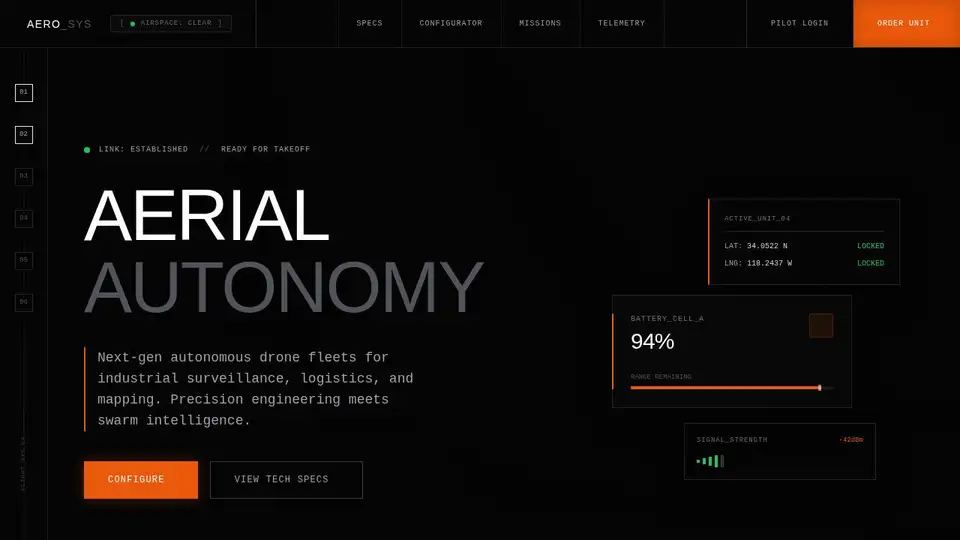 AERO_SYS
[ AIRSPACE: CLEAR ]
SPECS
CONFIGURATOR
MISSIONS
TELEMETRY
PILOT LOGIN
ORDER UNIT
01
02
03
04
05
06
LINK: ESTABLISHED // READY FOR TAKEOFF
AERIAL
AUTONOMY
Next-gen autonomous drone fleets for
industrial surveillance, logistics, and
mapping. Precision engineering meets
swarm intelligence.
CONFIGURE
VIEW TECH SPECS
ACTIVE_UNIT_04
LAT: 34.0522 N LOCKED
LNG: 118.2437 W LOCKED
BATTERY_CELL_A
94%
RANGE REMAINING
SIGNAL_STRENGTH -42dBm